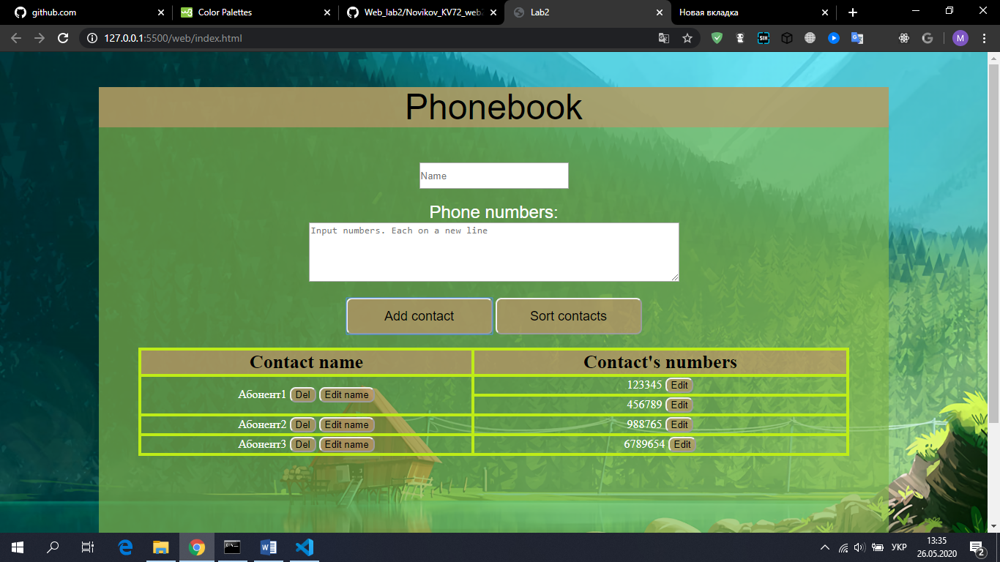 github.com
Color Palettes
Web_lab2/Novikov_KV72_web
Lab2
Новая вкладка
127.0.0.1:5500/web/index.html
SIH
M
Phonebook
Name
Phone numbers:
Input numbers. Each on a new line
Add contact
Sort contacts
Contact name
Contact's numbers
Абонент1 Del Edit name
123345 Edit
456789 Edit
Абонент2 Del Edit name
988765 Edit
Абонент3 Del Edit name
6789654 Edit
УКР
13:35
26.05.2020
2